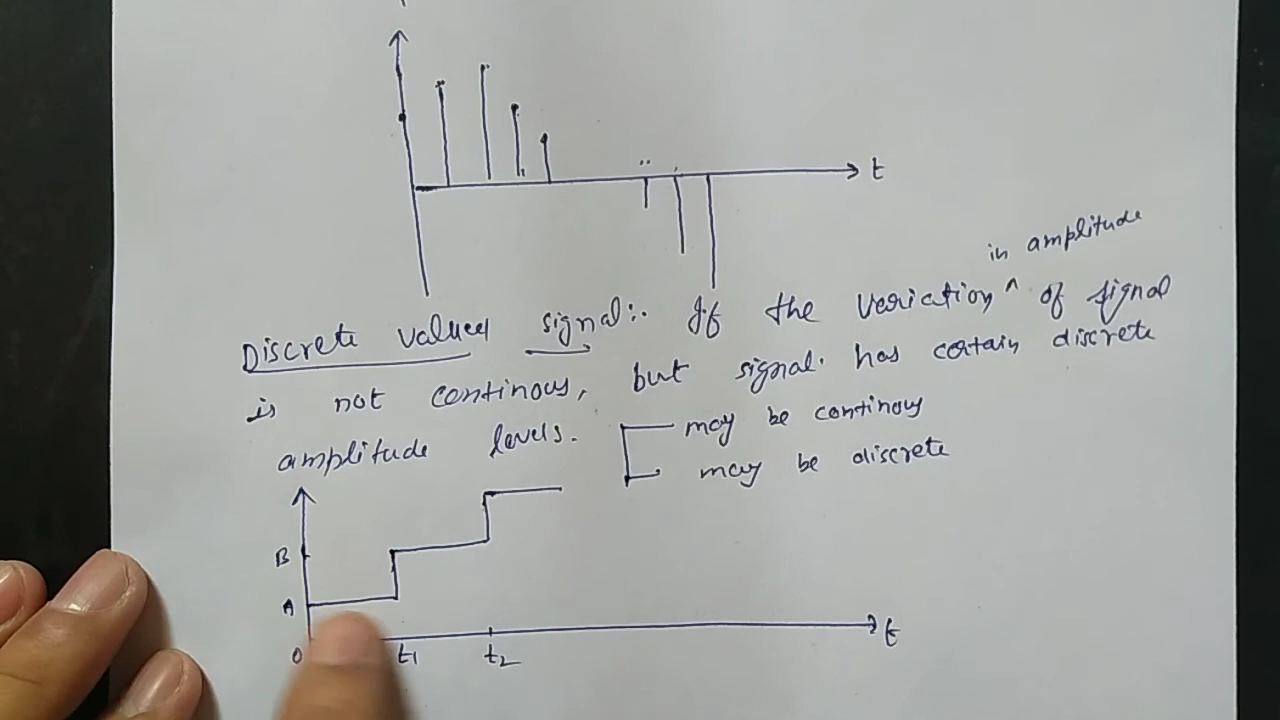 t
in amplitude
Discrete valued signal:- If the variation ^ of signal
is not continous, but signal has certain discrete
amplitude levels.
may be continous
may be discrete
B
A
0 t1 t2 t